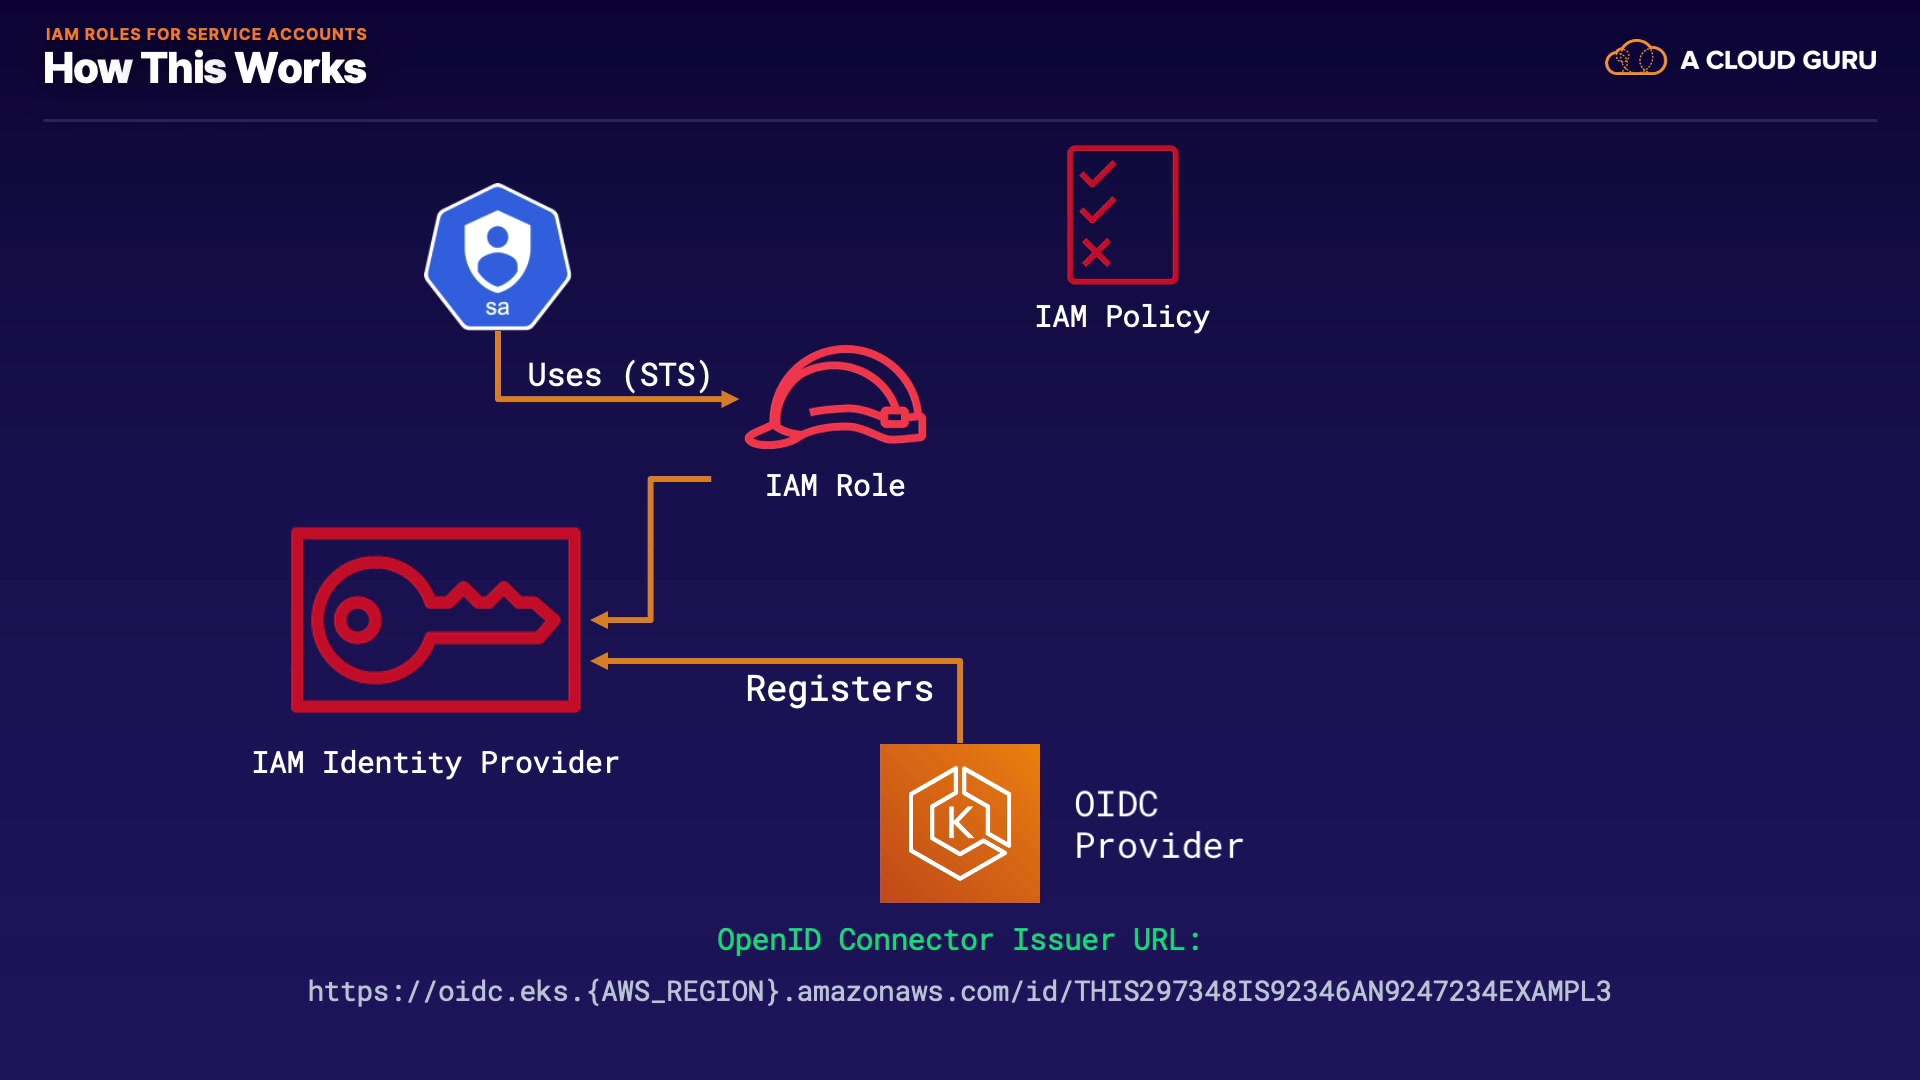 IAM ROLES FOR SERVICE ACCOUNTS
How This Works
A CLOUD GURU
sa
IAM Policy
Uses (STS)
IAM Role
IAM Identity Provider
Registers
K
OIDC
Provider
OpenID Connector Issuer URL:
https://oidc.eks.{AWS_REGION}.amazonaws.com/id/THIS297348IS92346AN9247234EXAMPL3